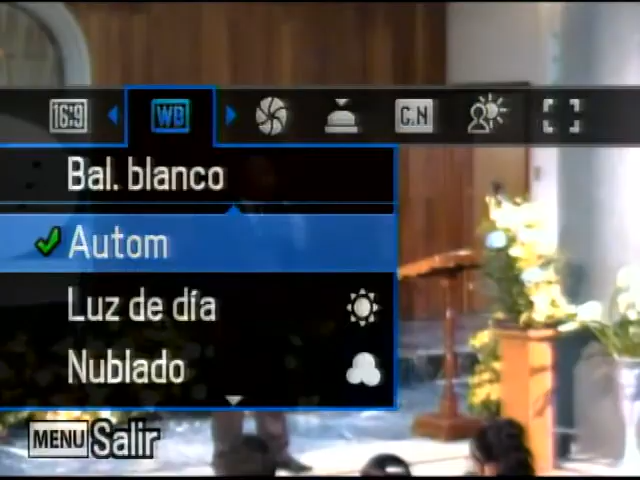 16:9 WB C.N
Bal. blanco
Autom
Luz de día
Nublado
MENU Salir